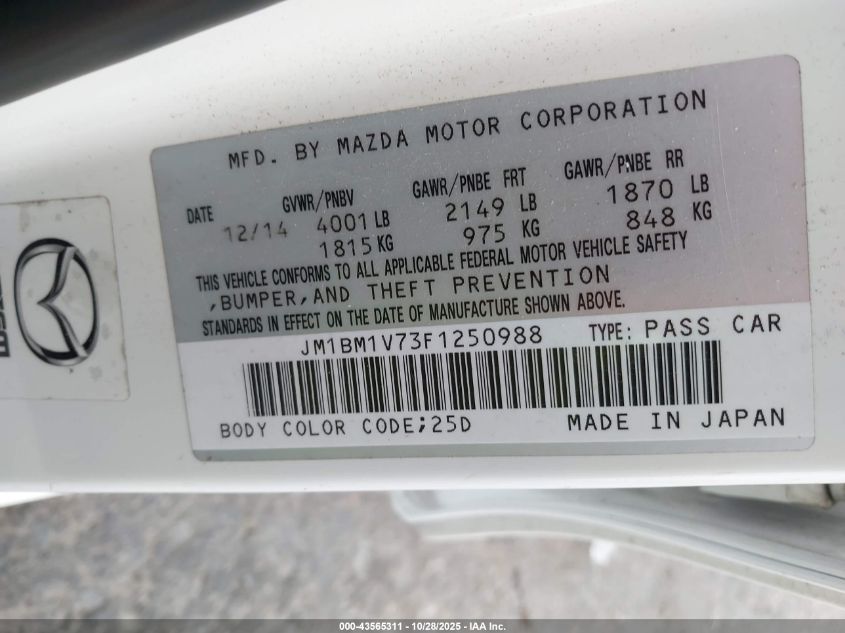 MFD. BY MAZDA MOTOR CORPORATION
DATE GVWR/PNBV GAWR/PNBE FRT GAWR/PNBE RR
12/14 4001 LB 2149 LB 1870 LB
1815 KG 975 KG 848 KG
THIS VEHICLE CONFORMS TO ALL APPLICABLE FEDERAL MOTOR VEHICLE SAFETY
,BUMPER,AND THEFT PREVENTION
STANDARDS IN EFFECT ON THE DATE OF MANUFACTURE SHOWN ABOVE.
JM1BM1V73F1250988 TYPE: PASS CAR
BODY COLOR CODE;25D MADE IN JAPAN
000-43565311 | 10/28/2025 - IAA Inc.